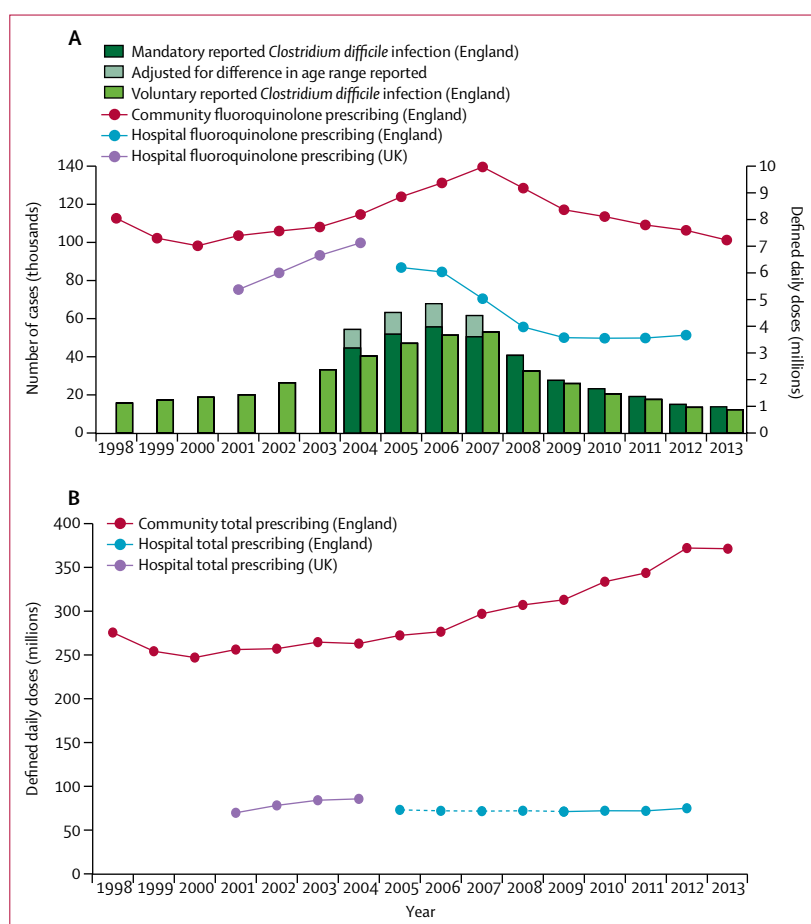 A
Mandatory reported Clostridium difficile infection (England)
Adjusted for difference in age range reported
Voluntary reported Clostridium difficile infection (England)
Community fluoroquinolone prescribing (England)
Hospital fluoroquinolone prescribing (England)
Hospital fluoroquinolone prescribing (UK)
Number of cases (thousands)
140
120
100
80
60
40
20
0
Defined daily doses (millions)
10
9
8
7
6
5
4
3
2
1
0
1998 1999 2000 2001 2002 2003 2004 2005 2006 2007 2008 2009 2010 2011 2012 2013
B
Community total prescribing (England)
Hospital total prescribing (England)
Hospital total prescribing (UK)
Defined daily doses (millions)
400
350
300
250
200
150
100
50
0
1998 1999 2000 2001 2002 2003 2004 2005 2006 2007 2008 2009 2010 2011 2012 2013
Year